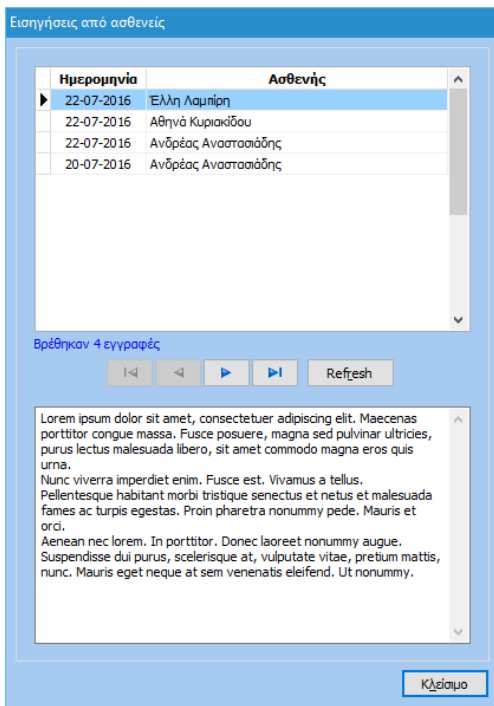 Εισηγήσεις από ασθενείς
Ημερομηνία Ασθενής
22-07-2016 Έλλη Λαμπίρη
22-07-2016 Αθηνά Κυριακίδου
22-07-2016 Ανδρέας Αναστασιάδης
20-07-2016 Ανδρέας Αναστασιάδης
Βρέθηκαν 4 εγγραφές
Refresh
Lorem ipsum dolor sit amet, consectetuer adipiscing elit. Maecenas
porttitor congue massa. Fusce posuere, magna sed pulvinar ultricies,
purus lectus malesuada libero, sit amet commodo magna eros quis
urna.
Nunc viverra imperdiet enim. Fusce est. Vivamus a tellus.
Pellentesque habitant morbi tristique senectus et netus et malesuada
fames ac turpis egestas. Proin pharetra nonummy pede. Mauris et
orci.
Aenean nec lorem. In porttitor. Donec laoreet nonummy augue.
Suspendisse dui purus, scelerisque at, vulputate vitae, pretium mattis,
nunc. Mauris eget neque at sem venenatis eleifend. Ut nonummy.
Κλείσιμο